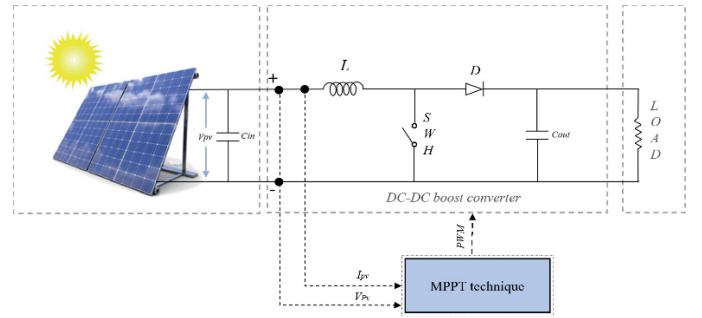 L
D
+
Vpv
Cin
S
W
H
Cout
L
O
A
D
-
DC-DC boost converter
PWM
Ipv
VPv
MPPT technique